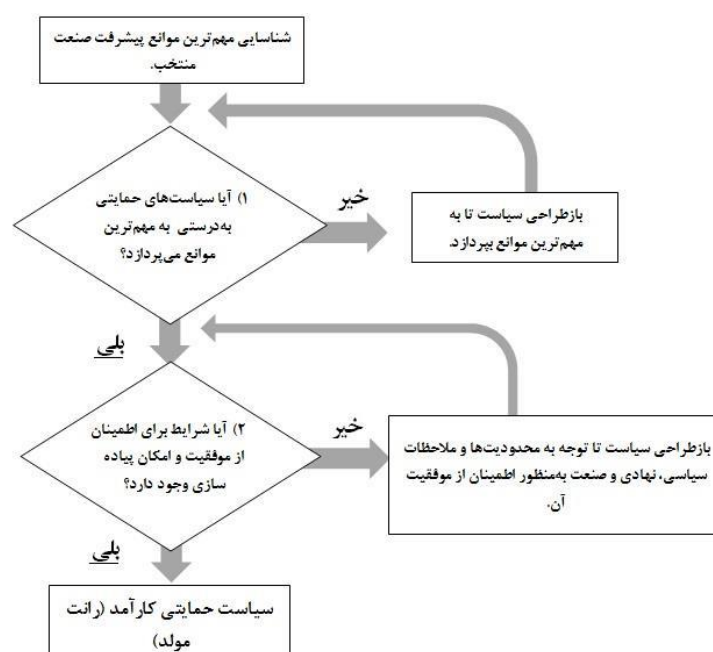 شناسایی مهم‌ترین موانع پیشرفت صنعت
منتخب.
۱) آیا سیاست‌های حمایتی
به‌درستی به مهم‌ترین
موانع می‌پردازد؟
خیر
بازطراحی سیاست تا به
مهم‌ترین موانع بپردازد.
بلی
۲) آیا شرایط برای اطمینان
از موفقیت و امکان پیاده
سازی وجود دارد؟
خیر
بازطراحی سیاست تا توجه به محدودیت‌ها و ملاحظات
سیاسی، نهادی و صنعت به‌منظور اطمینان از موفقیت
آن.
بلی
سیاست حمایتی کارآمد (رانت
مولد)